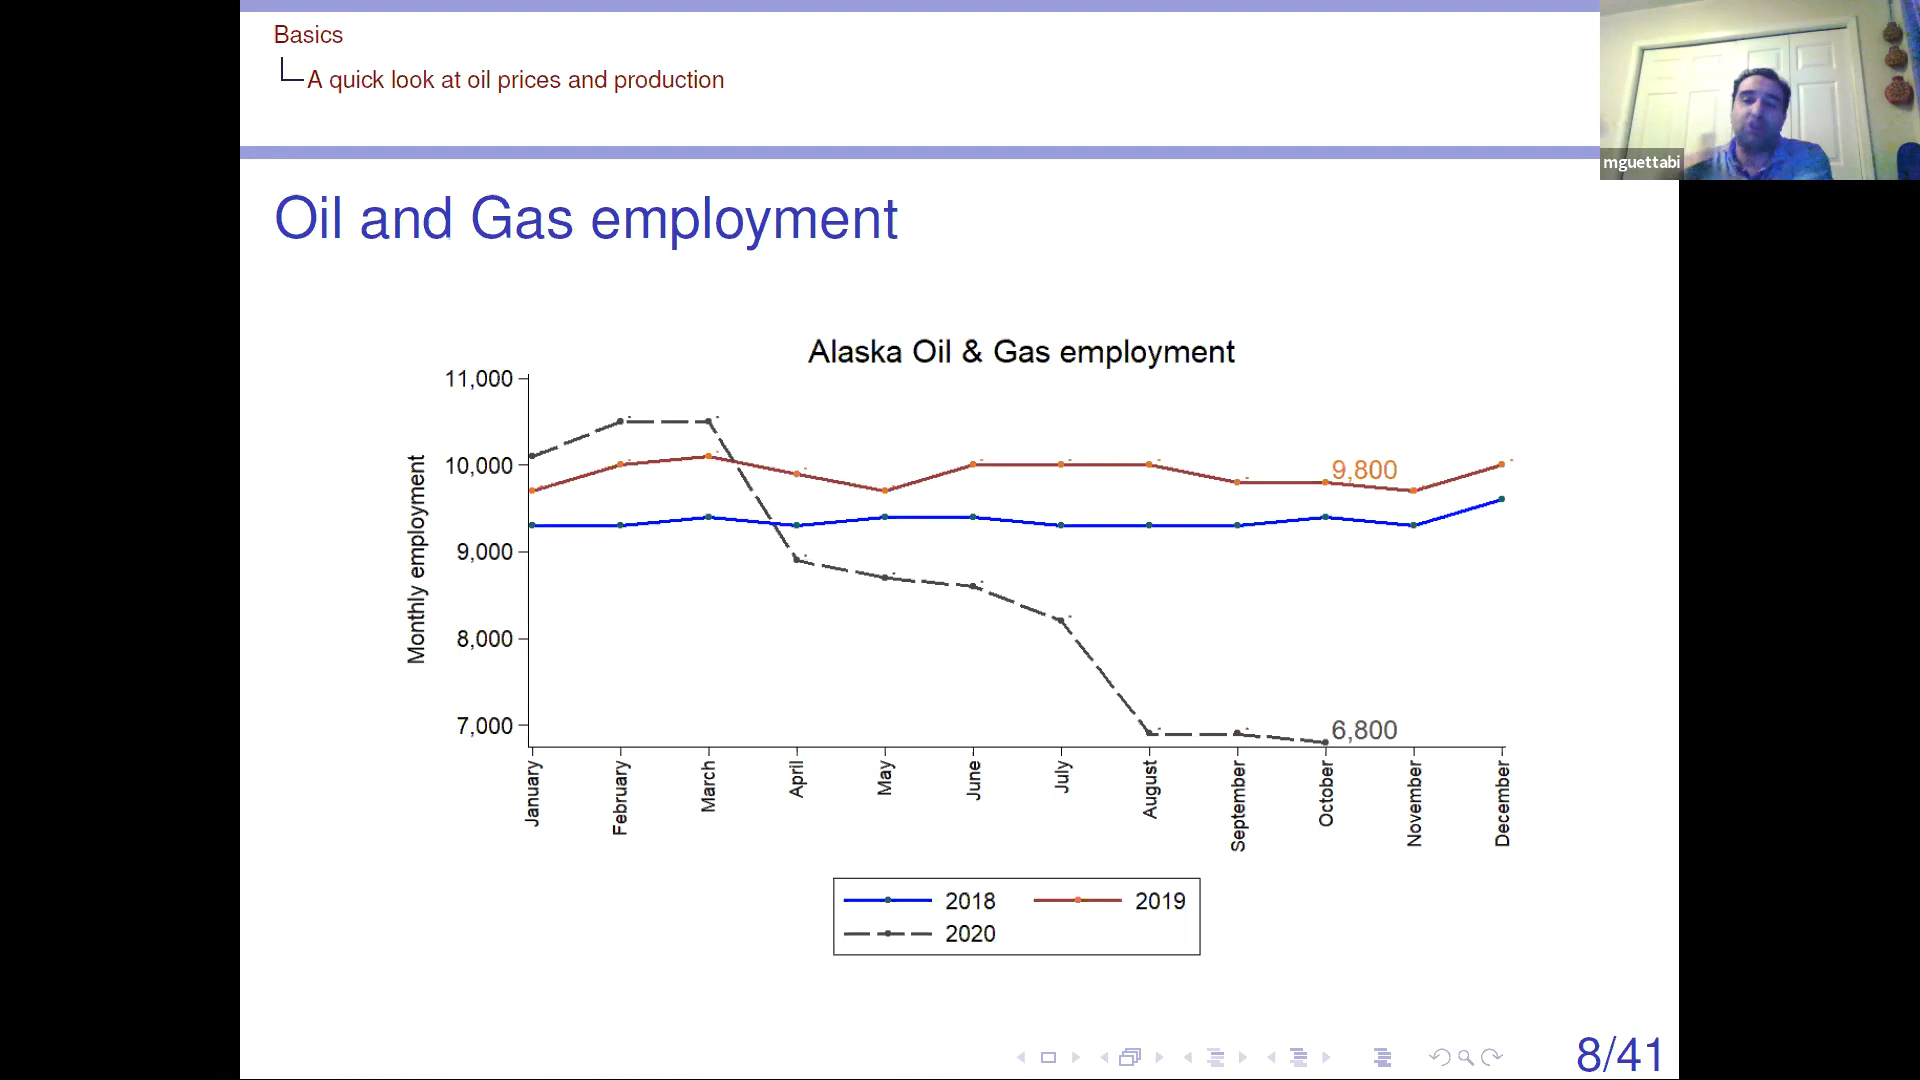 Basics
A quick look at oil prices and production
mguettabi
Oil and Gas employment
Alaska Oil & Gas employment
Monthly employment
11,000
10,000
9,000
8,000
7,000
9,800
6,800
January
February
March
April
May
June
July
August
September
October
November
December
2018
2019
2020
8/41